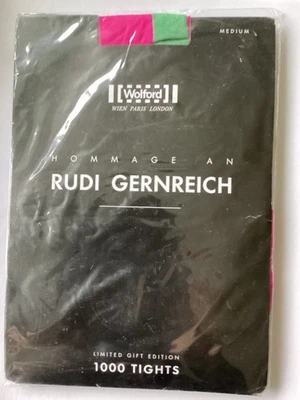 MEDIUM
Wolford
WIEN PARIS LONDON
HOMMAGE AN
RUDI GERNREICH
LIMITED GIFT EDITION
1000 TIGHTS